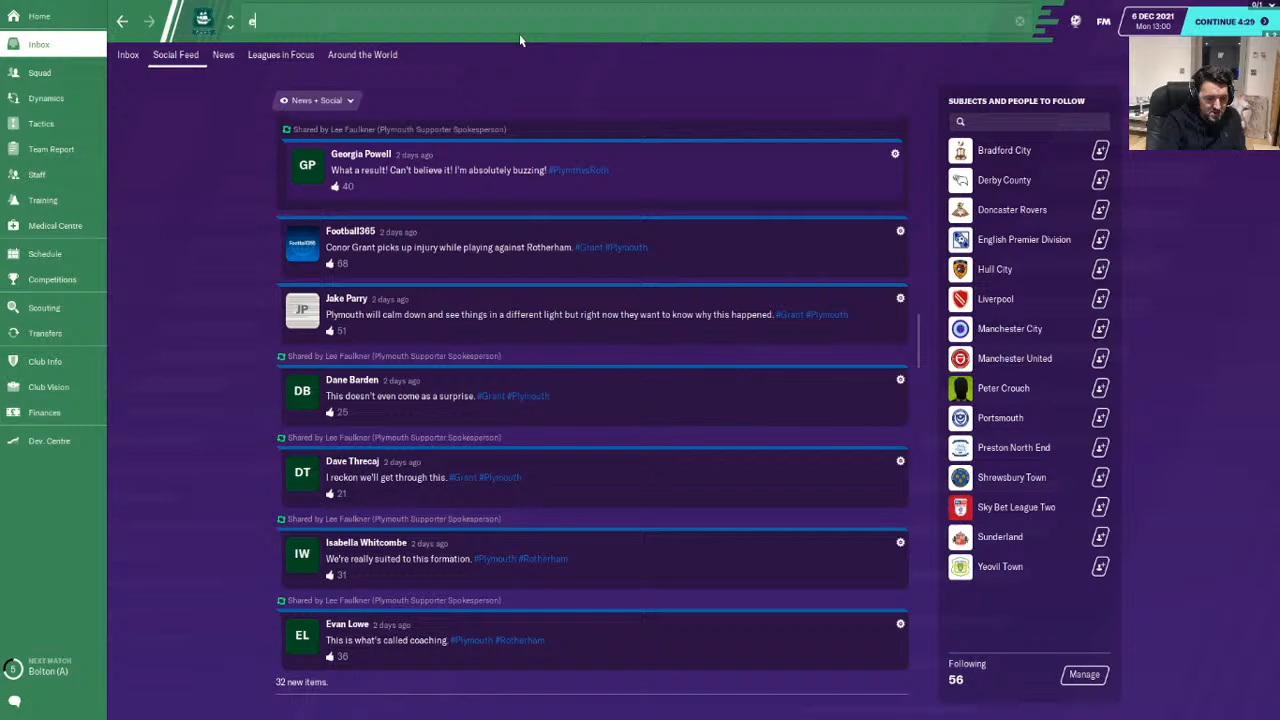 Home
e
0/1
6 DEC 2021
Mon 13:00
CONTINUE 4:29
FM
Inbox
Inbox
Social Feed
News
Leagues in Focus
Around the World
Squad
Dynamics
Tactics
Team Report
Staff
Training
Medical Centre
Schedule
Competitions
Scouting
Transfers
Club Info
Club Vision
Finances
Dev. Centre
5
NEXT MATCH
Bolton (A)
News + Social
Shared by Lee Faulkner (Plymouth Supporter Spokesperson)
GP
Georgia Powell 2 days ago
What a result! Can't believe it! I'm absolutely buzzing! #PlymthvsRoth
40
Football365
Football365 2 days ago
Conor Grant picks up injury while playing against Rotherham. #Grant #Plymouth
68
JP
Jake Parry 2 days ago
Plymouth will calm down and see things in a different light but right now they want to know why this happened. #Grant #Plymouth
51
Shared by Lee Faulkner (Plymouth Supporter Spokesperson)
DB
Dane Barden 2 days ago
This doesn't even come as a surprise. #Grant #Plymouth
25
Shared by Lee Faulkner (Plymouth Supporter Spokesperson)
DT
Dave Threcaj 2 days ago
I reckon we'll get through this. #Grant #Plymouth
21
Shared by Lee Faulkner (Plymouth Supporter Spokesperson)
IW
Isabella Whitcombe 2 days ago
We're really suited to this formation. #Plymouth #Rotherham
31
Shared by Lee Faulkner (Plymouth Supporter Spokesperson)
EL
Evan Lowe 2 days ago
This is what's called coaching. #Plymouth #Rotherham
36
32 new items.
SUBJECTS AND PEOPLE TO FOLLOW
Bradford City
Derby County
Doncaster Rovers
English Premier Division
Hull City
Liverpool
Manchester City
Manchester United
Peter Crouch
Portsmouth
Preston North End
Shrewsbury Town
Sky Bet League Two
Sunderland
Yeovil Town
Following
56
Manage